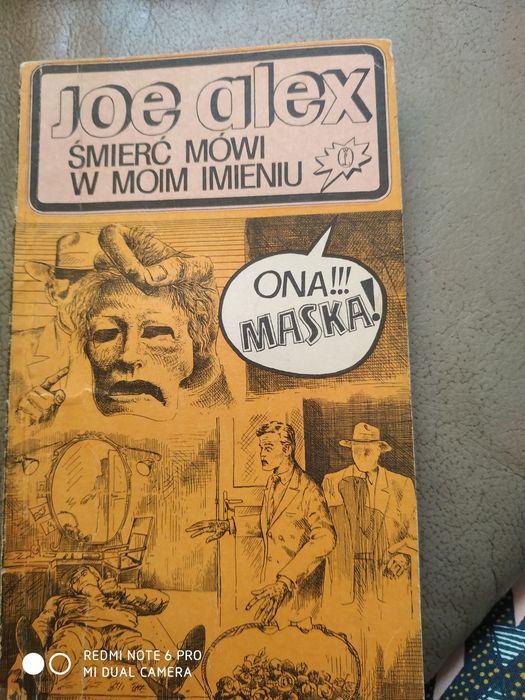 Joe alex
ŚMIERĆ MÓWI
W MOIM IMIENIU
ONA!!!
MASKA!
REDMI NOTE 6 PRO
MI DUAL CAMERA